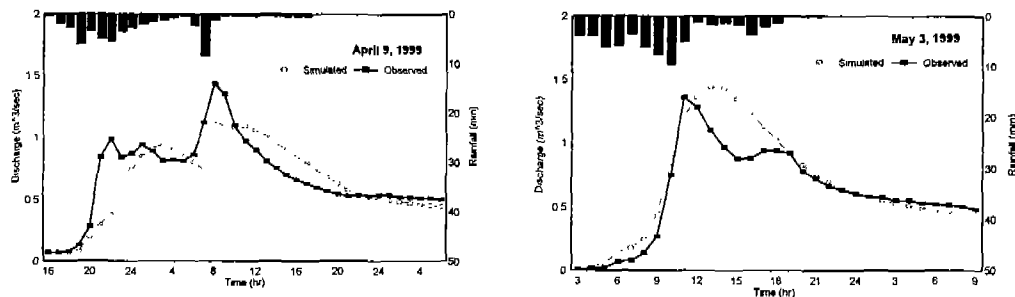 2
1.5
1
0.5
0
Discharge (m^3/sec)
April 9, 1999
Simulated
Observed
0
10
20
30
40
50
Rainfall (mm)
16 20 24 4 8 12 16 20 24 4
Time (hr)
2
1.5
1
0.5
0
Discharge (m^3/sec)
May 3, 1999
Simulated
Observed
0
10
20
30
40
50
Rainfall (mm)
3 6 9 12 15 18 21 24 3 6 9
Time (hr)